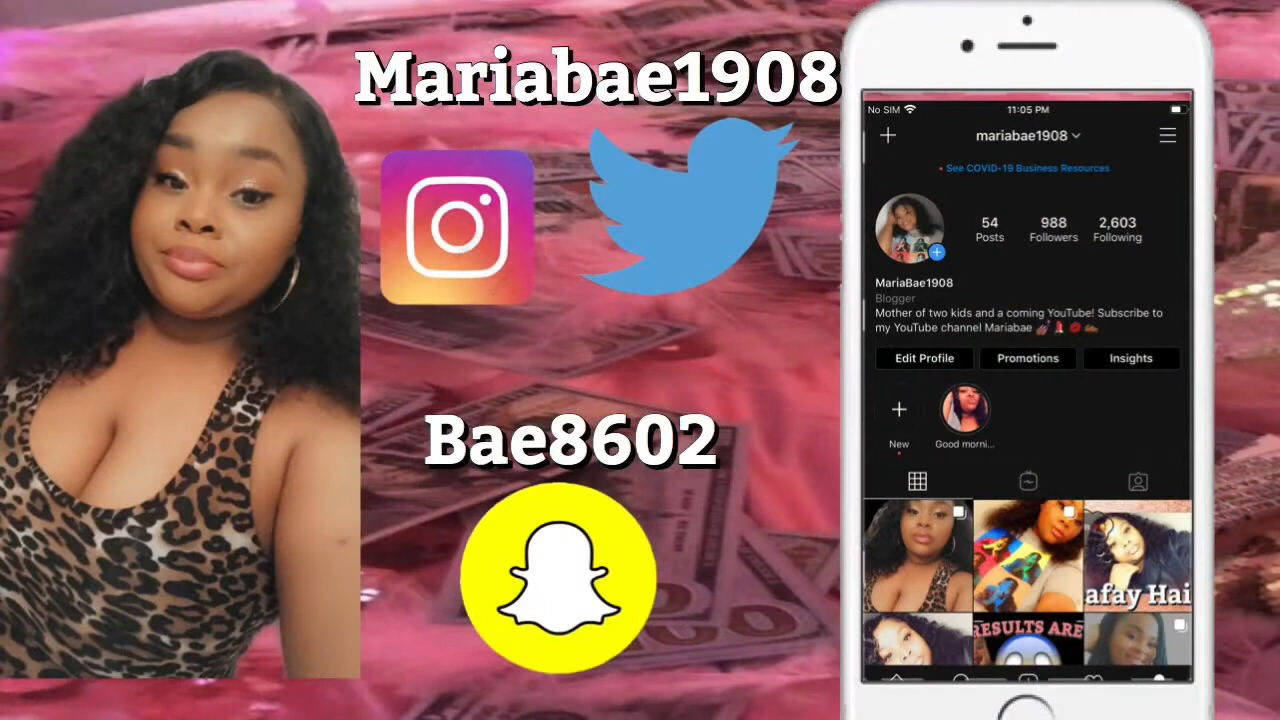 Mariabae1908
Bae8602
No SIM 11:05 PM
mariabae1908
See COVID-19 Business Resources
54 988 2,603
Posts Followers Following
MariaBae1908
Blogger
Mother of two kids and a coming YouTube! Subscribe to
my YouTube channel Mariabae
Edit Profile Promotions Insights
New Good morni...
afay Hai
RESULTS ARE